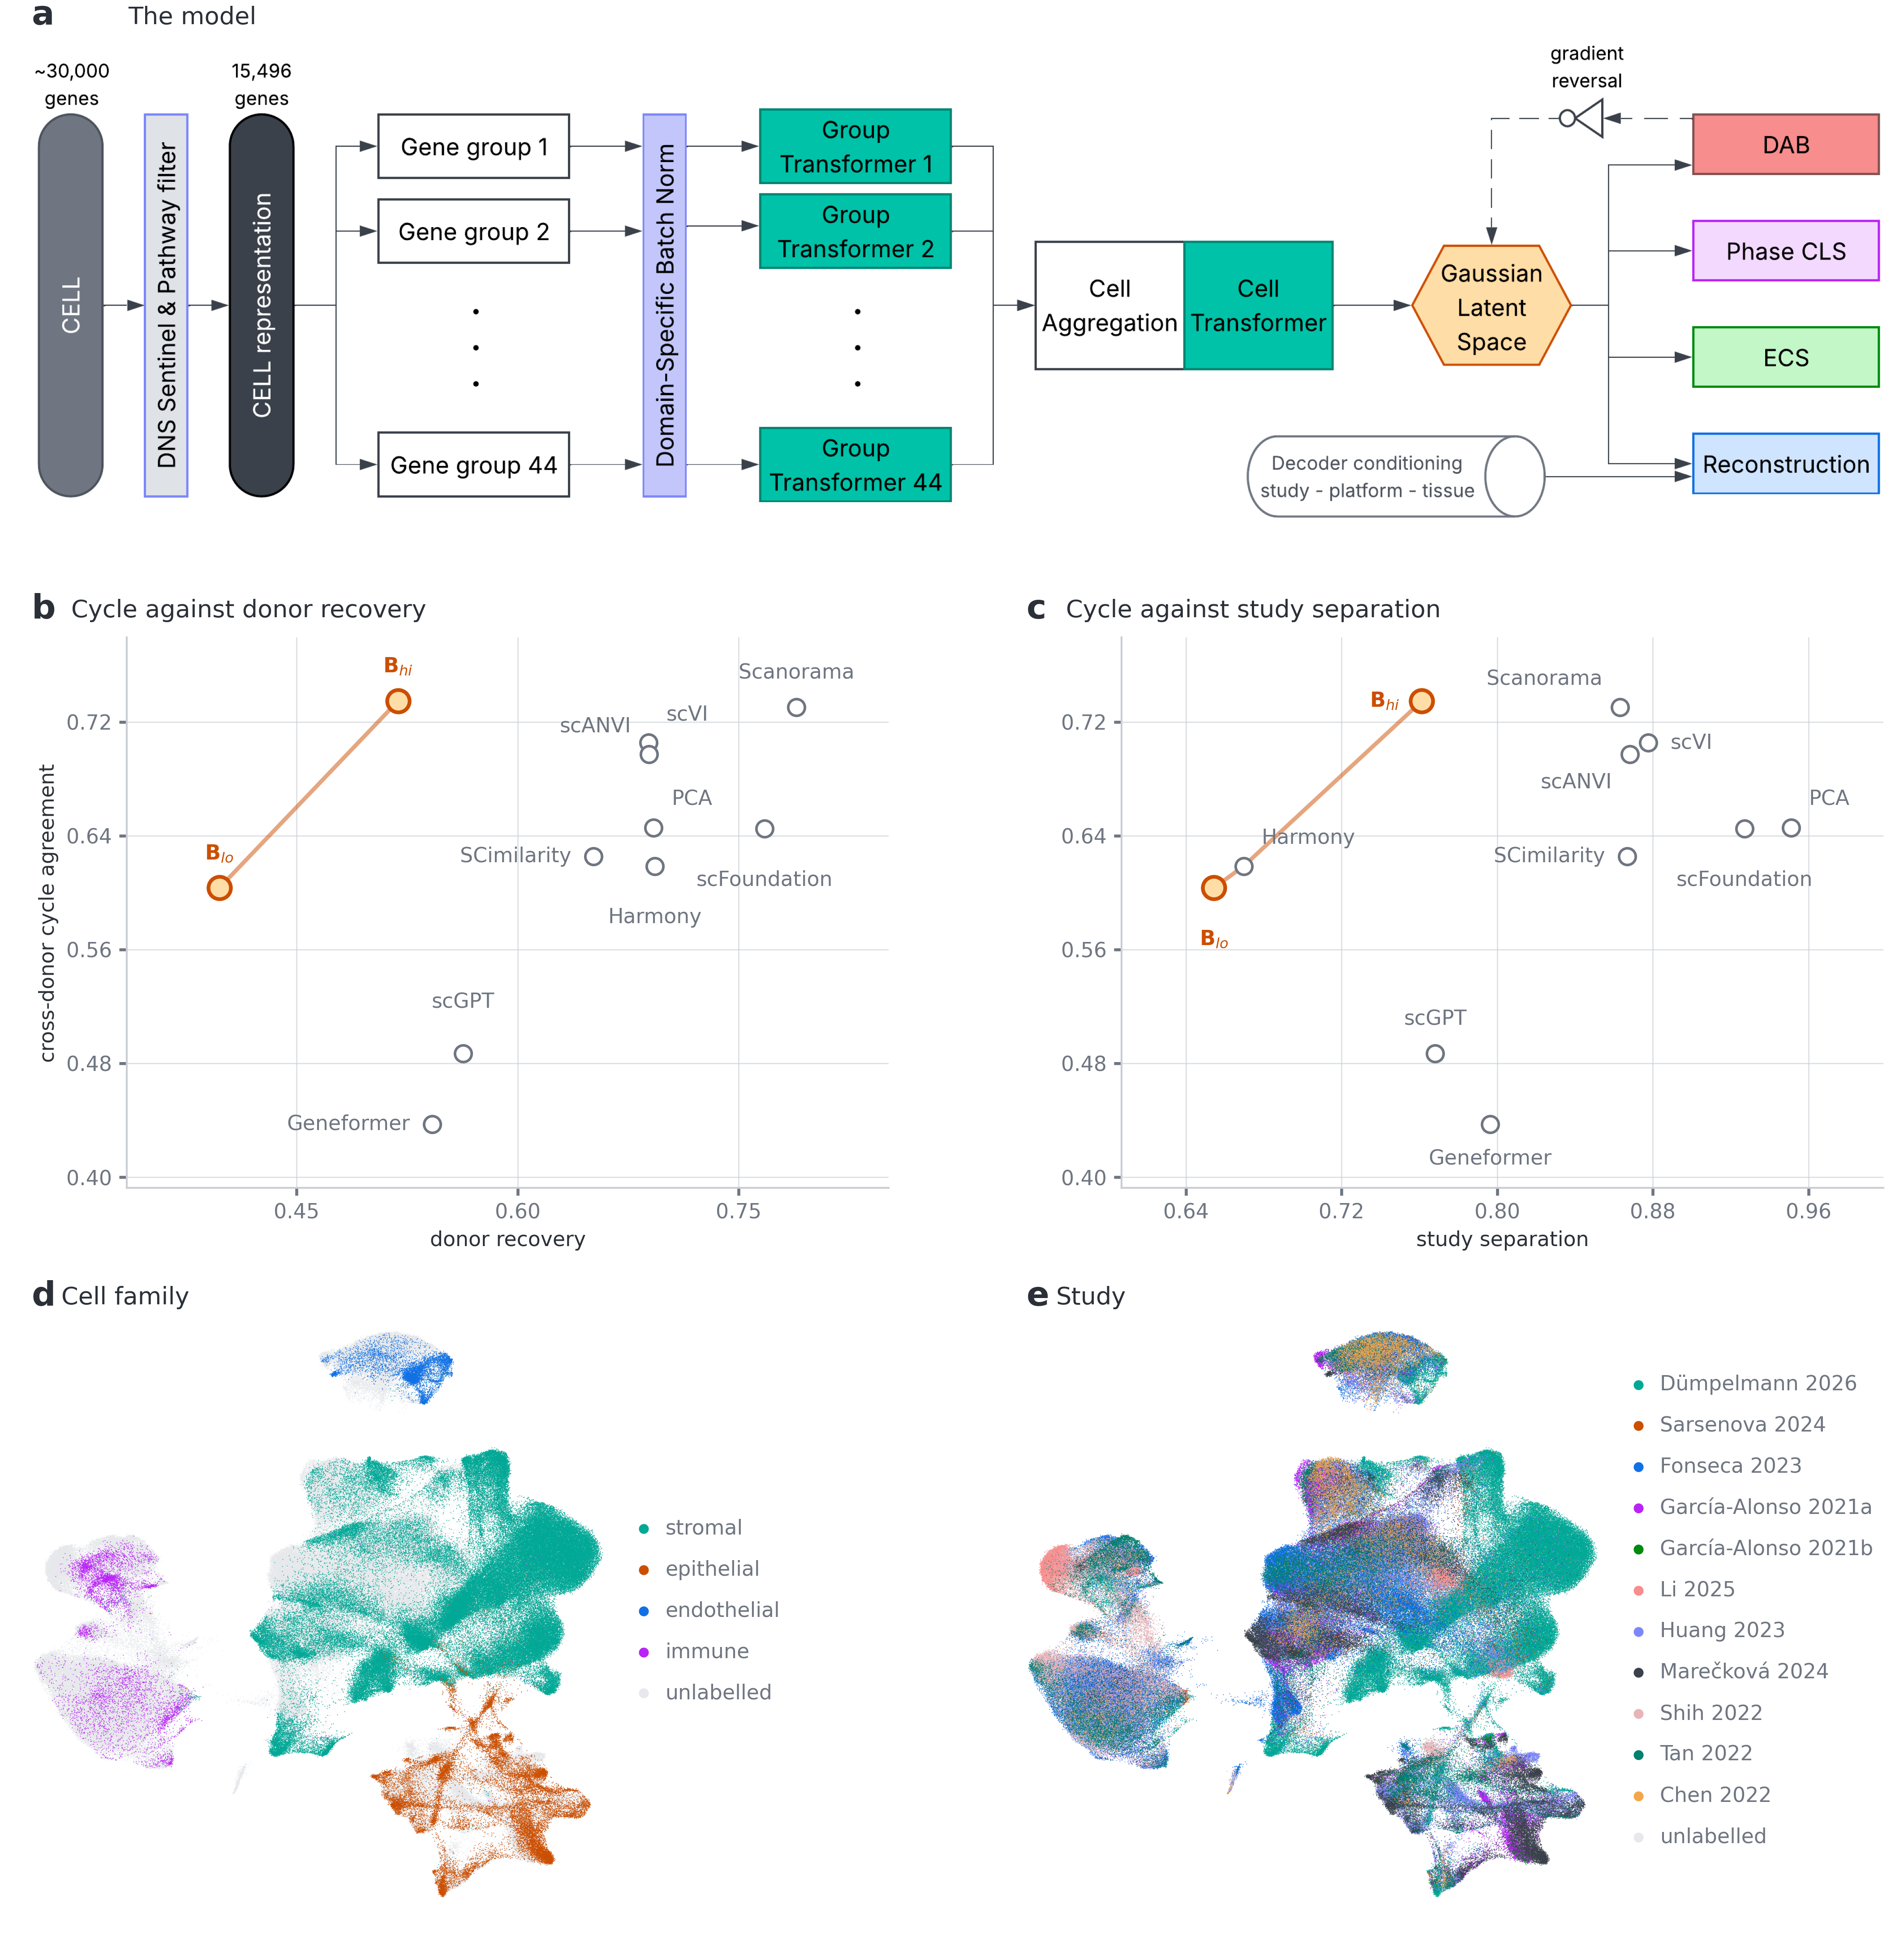 a The model
~30,000
genes
15,496
genes
gradient
reversal
CELL
DNS Sentinel & Pathway filter
CELL representation
Gene group 1
Gene group 2
Gene group 44
Domain-Specific Batch Norm
Group
Transformer 1
Group
Transformer 2
Group
Transformer 44
Cell
Aggregation
Cell
Transformer
Gaussian
Latent
Space
DAB
Phase CLS
ECS
Reconstruction
Decoder conditioning
study - platform - tissue
b Cycle against donor recovery
cross-donor cycle agreement
0.72
0.64
0.56
0.48
0.40
B hi
B lo
Scanorama
scVI
scANVI
PCA
SCimilarity
scFoundation
Harmony
scGPT
Geneformer
0.45 0.60 0.75
donor recovery
c Cycle against study separation
0.72
0.64
0.56
0.48
0.40
Scanorama
B hi
scVI
scANVI
PCA
Harmony
SCimilarity
scFoundation
B lo
scGPT
Geneformer
0.64 0.72 0.80 0.88 0.96
study separation
d Cell family
stromal
epithelial
endothelial
immune
unlabelled
e Study
Dümpelmann 2026
Sarsenova 2024
Fonseca 2023
García-Alonso 2021a
García-Alonso 2021b
Li 2025
Huang 2023
Marečková 2024
Shih 2022
Tan 2022
Chen 2022
unlabelled